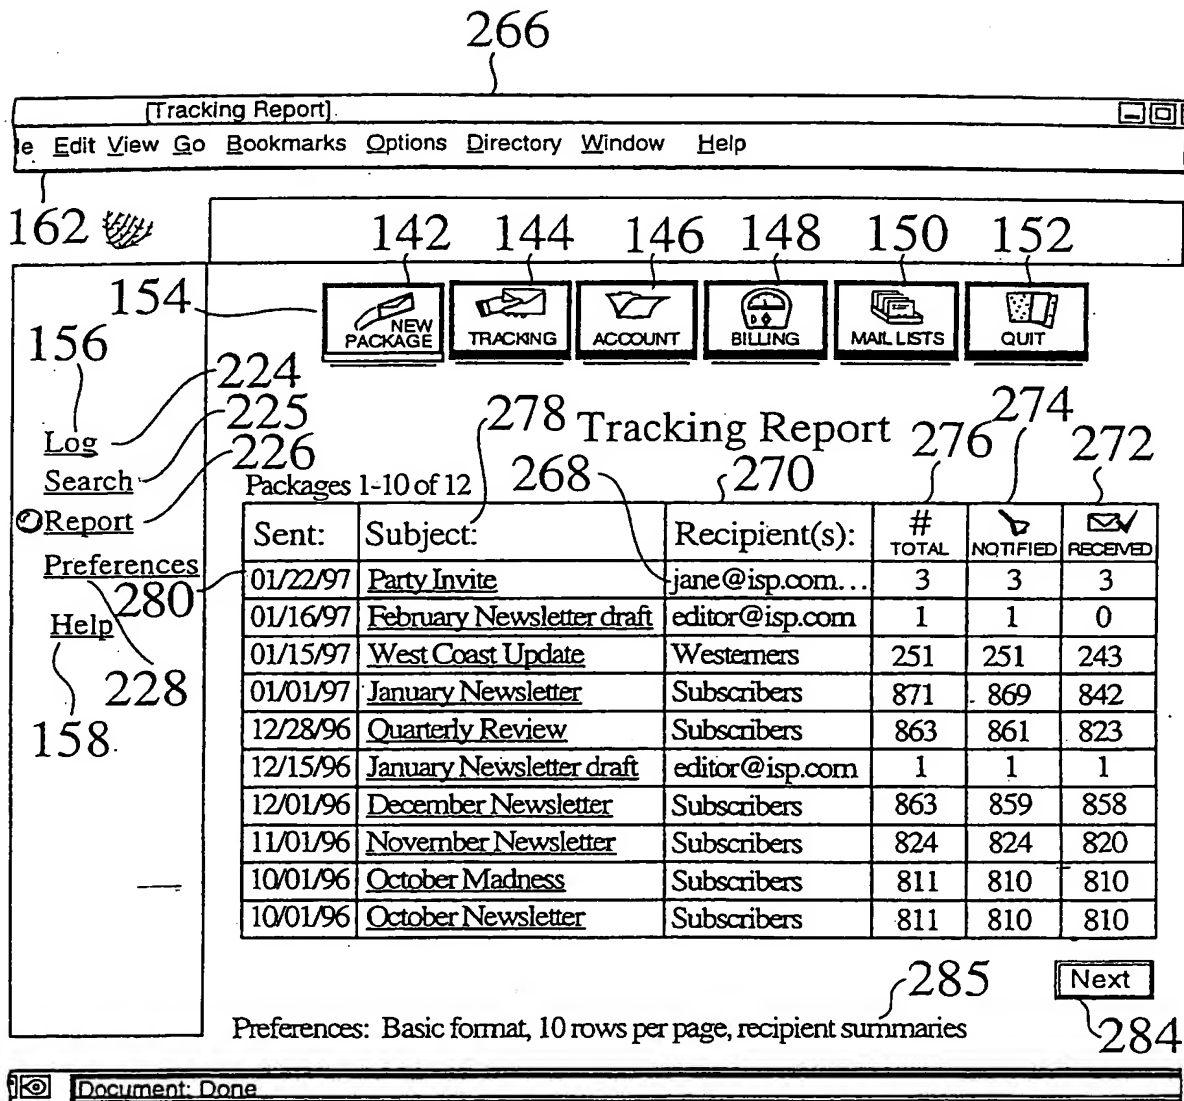 266
[Tracking Report]
le Edit View Go Bookmarks Options Directory Window Help
162 142 144 146 148 150 152
154
NEW PACKAGE TRACKING ACCOUNT BILLING MAIL LISTS QUIT
156
224
Log
225
Search
226
Report
Preferences
280
Help
228
158
278 Tracking Report 276 274 272
Packages 1-10 of 12 268 270
Sent: Subject: Recipient(s): # TOTAL NOTIFIED RECEIVED
01/22/97 Party Invite jane@isp.com... 3 3 3
01/16/97 February Newsletter draft editor@isp.com 1 1 0
01/15/97 West Coast Update Westerners 251 251 243
01/01/97 January Newsletter Subscribers 871 869 842
12/28/96 Quarterly Review Subscribers 863 861 823
12/15/96 January Newsletter draft editor@isp.com 1 1 1
12/01/96 December Newsletter Subscribers 863 859 858
11/01/96 November Newsletter Subscribers 824 824 820
10/01/96 October Madness Subscribers 811 810 810
10/01/96 October Newsletter Subscribers 811 810 810
285 Next
Preferences: Basic format, 10 rows per page, recipient summaries 284
Document: Done